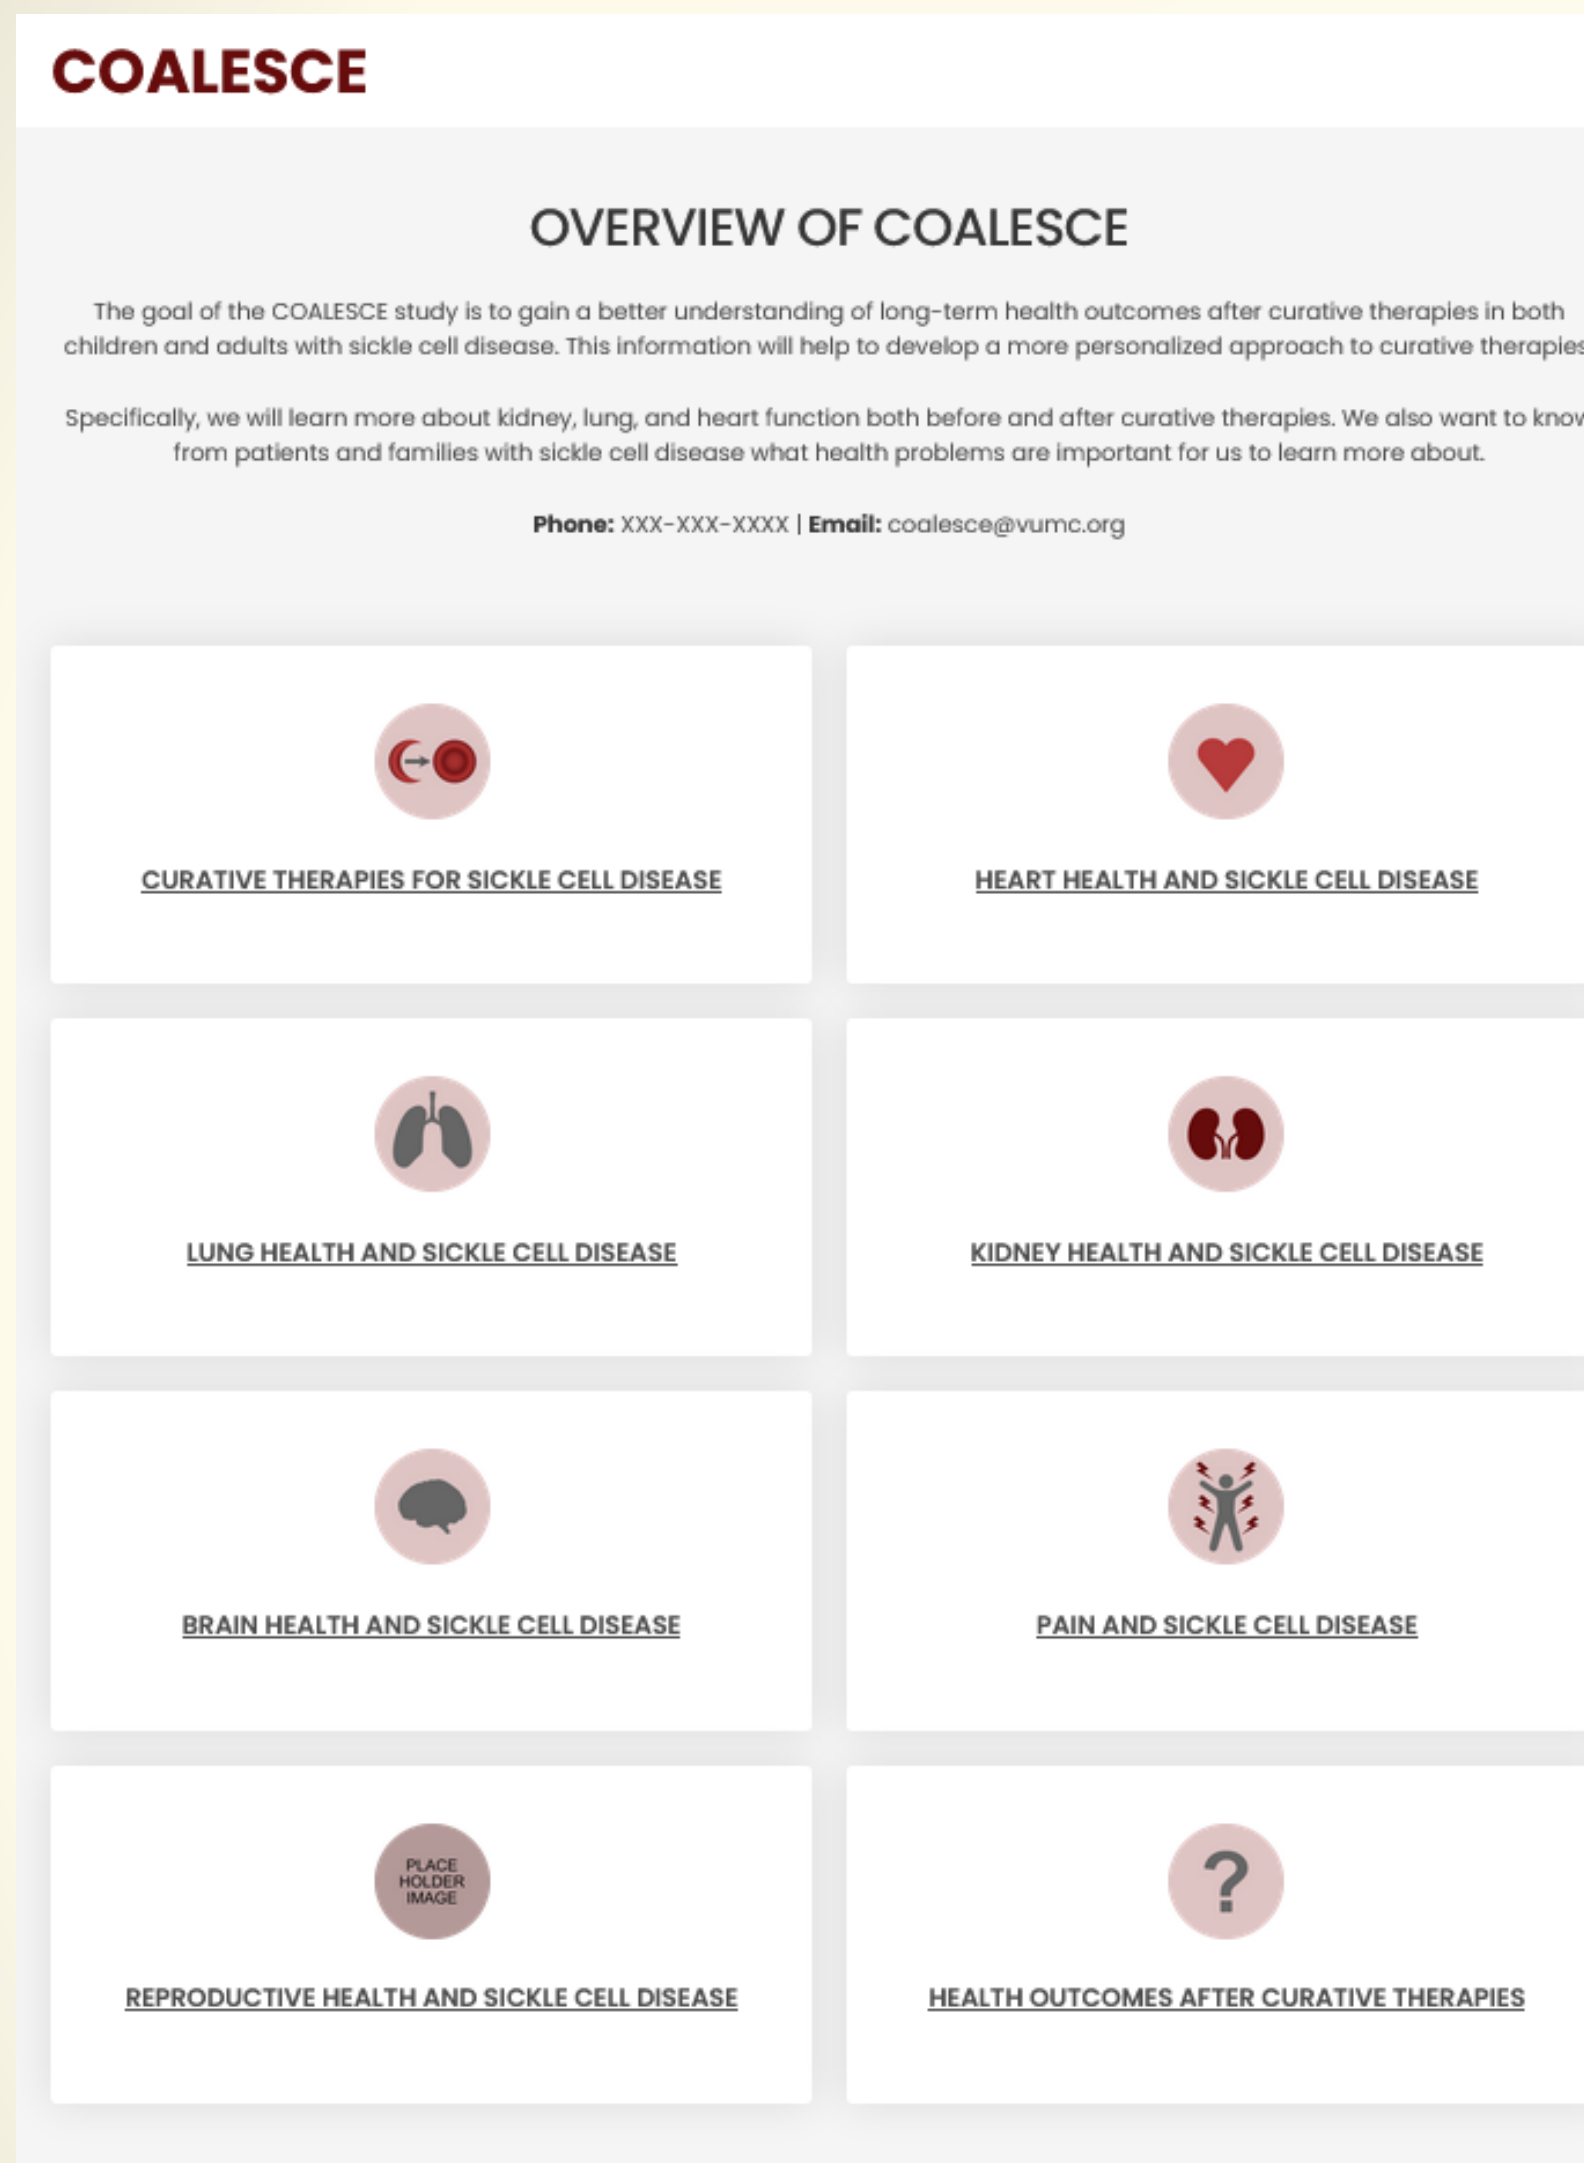 COALESCE
OVERVIEW OF COALESCE
The goal of the COALESCE study is to gain a better understanding of long-term health outcomes after curative therapies in both
children and adults with sickle cell disease. This information will help to develop a more personalized approach to curative therapies
Specifically, we will learn more about kidney, lung, and heart function both before and after curative therapies. We also want to know
from patients and families with sickle cell disease what health problems are important for us to learn more about.
Phone: XXX-XXX-XXXX | Email: coalesce@vumc.org
CURATIVE THERAPIES FOR SICKLE CELL DISEASE
HEART HEALTH AND SICKLE CELL DISEASE
LUNG HEALTH AND SICKLE CELL DISEASE
KIDNEY HEALTH AND SICKLE CELL DISEASE
BRAIN HEALTH AND SICKLE CELL DISEASE
PAIN AND SICKLE CELL DISEASE
PLACE
HOLDER
IMAGE
?
REPRODUCTIVE HEALTH AND SICKLE CELL DISEASE
HEALTH OUTCOMES AFTER CURATIVE THERAPIES